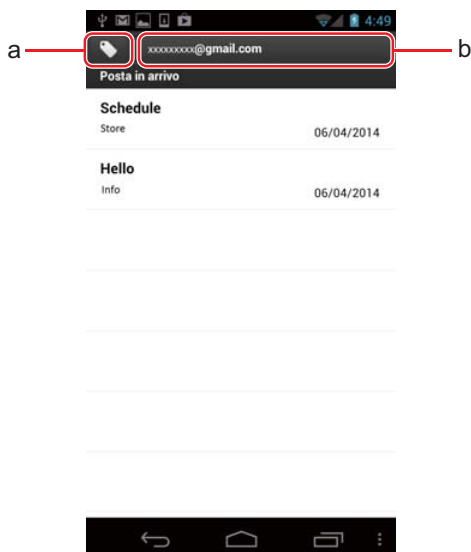 4:49
a
xxxxxxxxx@gmail.com
b
Posta in arrivo
Schedule
Store
06/04/2014
Hello
Info
06/04/2014